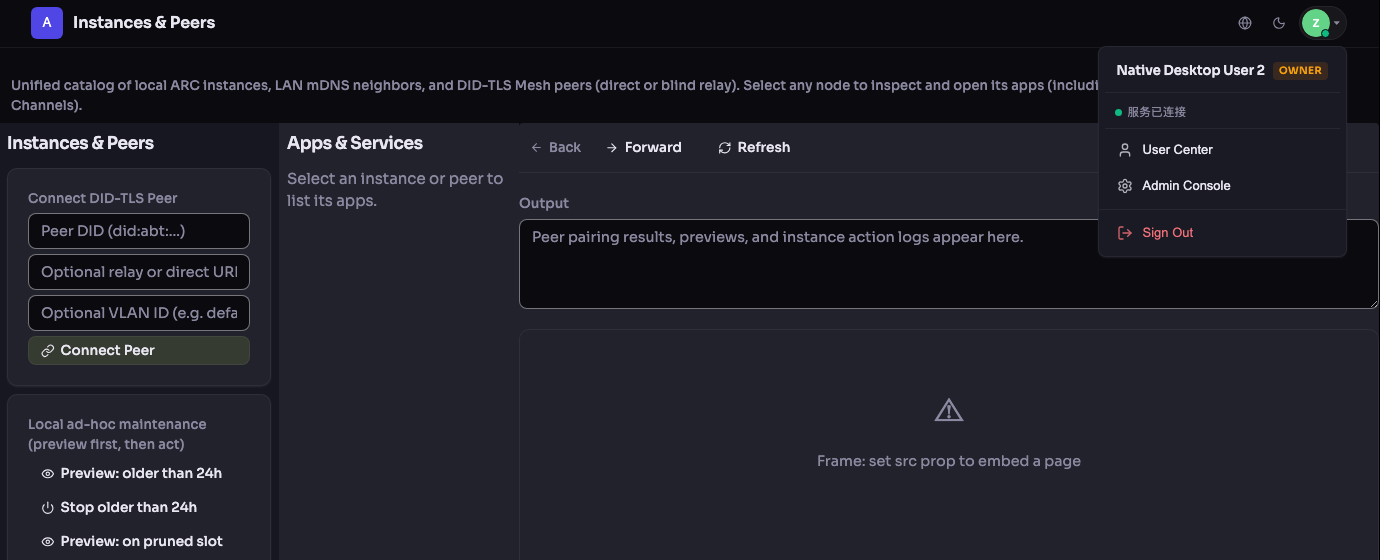 A
Instances & Peers
Z
Native Desktop User 2 OWNER
服务已连接
User Center
Admin Console
Sign Out
Unified catalog of local ARC instances, LAN mDNS neighbors, and DID-TLS Mesh peers (direct or blind relay). Select any node to inspect and open its apps (includi
Channels).
Instances & Peers
Connect DID-TLS Peer
Peer DID (did:abt:...)
Optional relay or direct URI
Optional VLAN ID (e.g. defa
Connect Peer
Local ad-hoc maintenance
(preview first, then act)
Preview: older than 24h
Stop older than 24h
Preview: on pruned slot
Apps & Services
Select an instance or peer to
list its apps.
Back
Forward
Refresh
Output
Peer pairing results, previews, and instance action logs appear here.
Frame: set src prop to embed a page